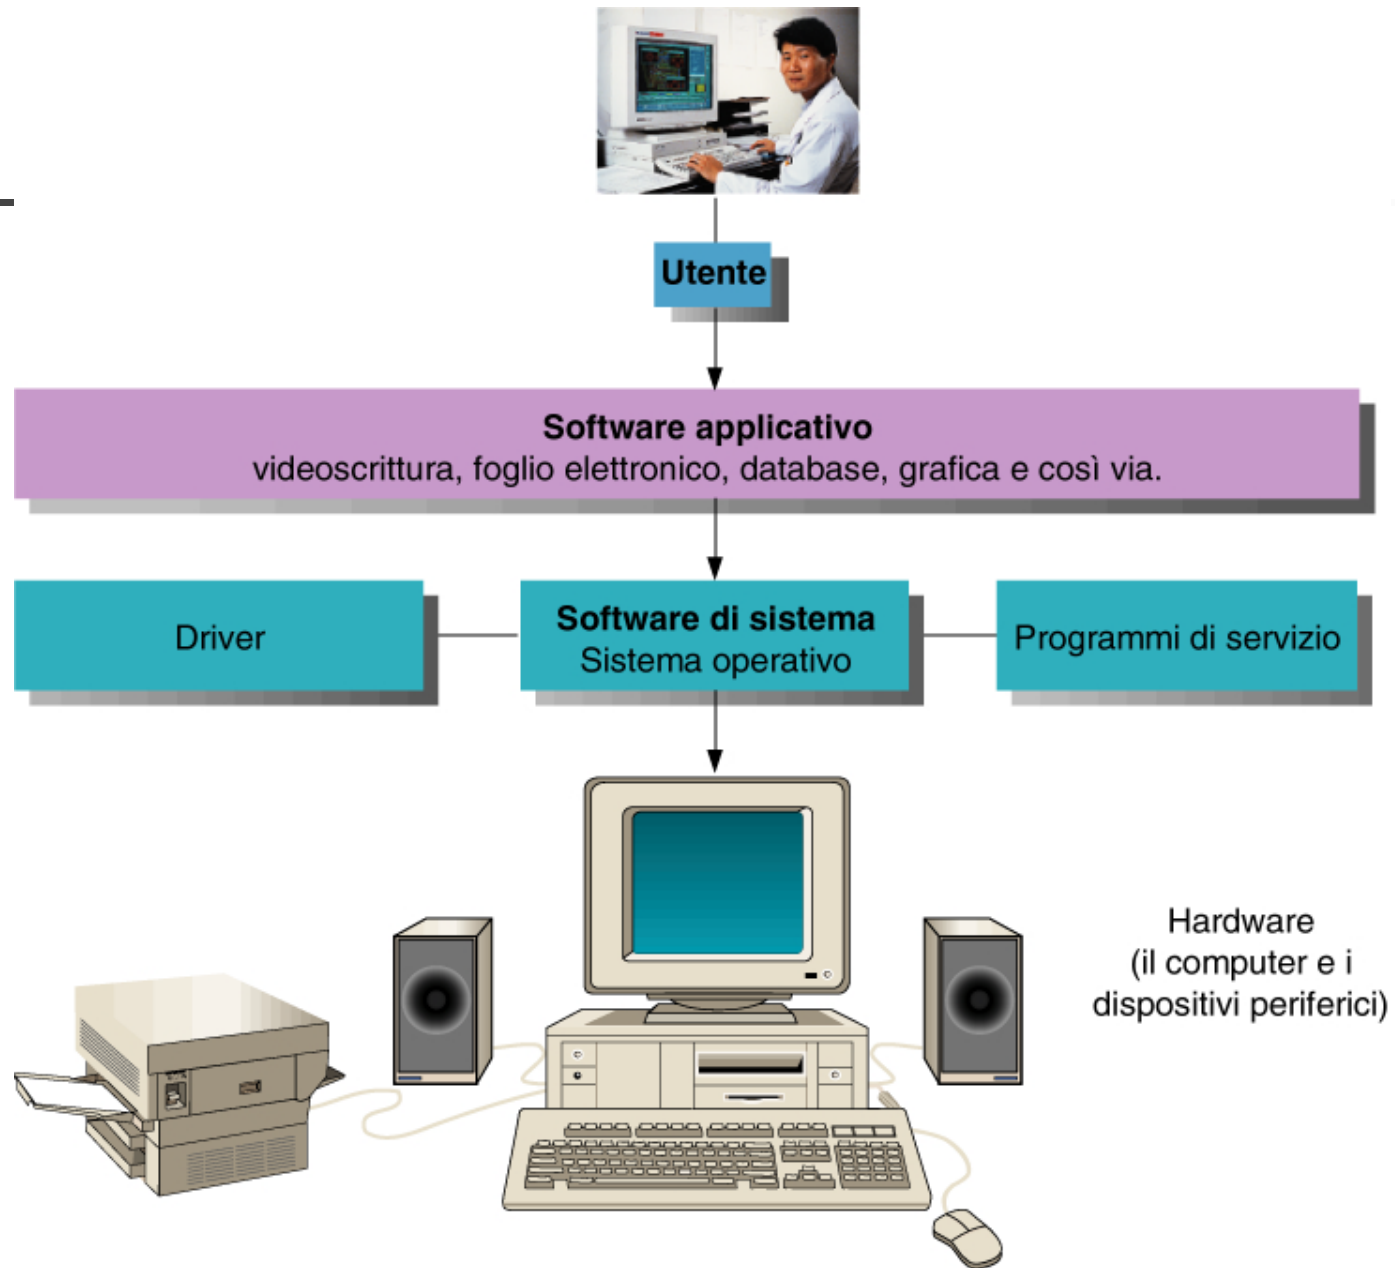 Utente
Software applicativo
videoscrittura, foglio elettronico, database, grafica e così via.
Driver
Software di sistema
Sistema operativo
Programmi di servizio
Hardware
(il computer e i
dispositivi periferici)